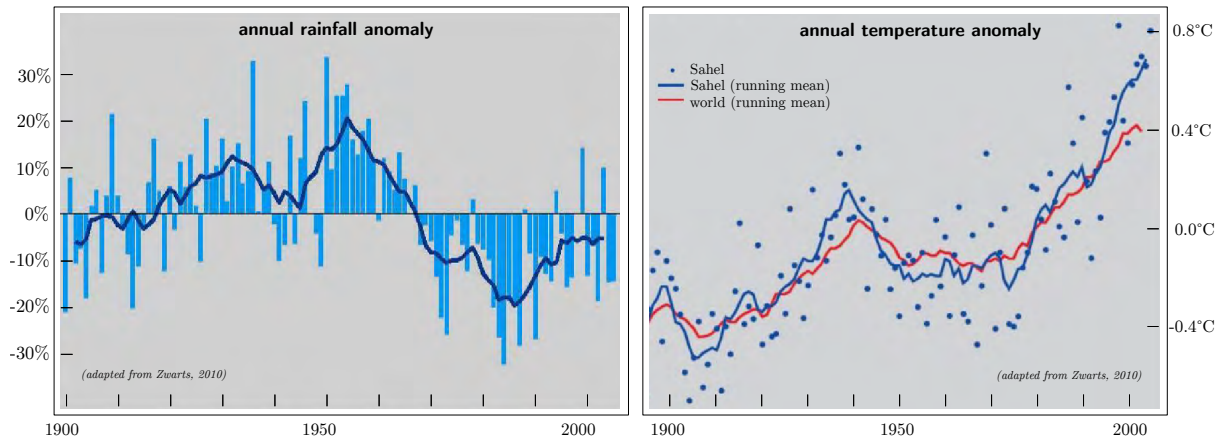 annual rainfall anomaly
30%
20%
10%
0%
-10%
-20%
-30%
(adapted from Zwarts, 2010)
1900
1950
2000
annual temperature anomaly
Sahel
Sahel (running mean)
world (running mean)
0.8°C
0.4°C
0.0°C
-0.4°C
(adapted from Zwarts, 2010)
1900
1950
2000